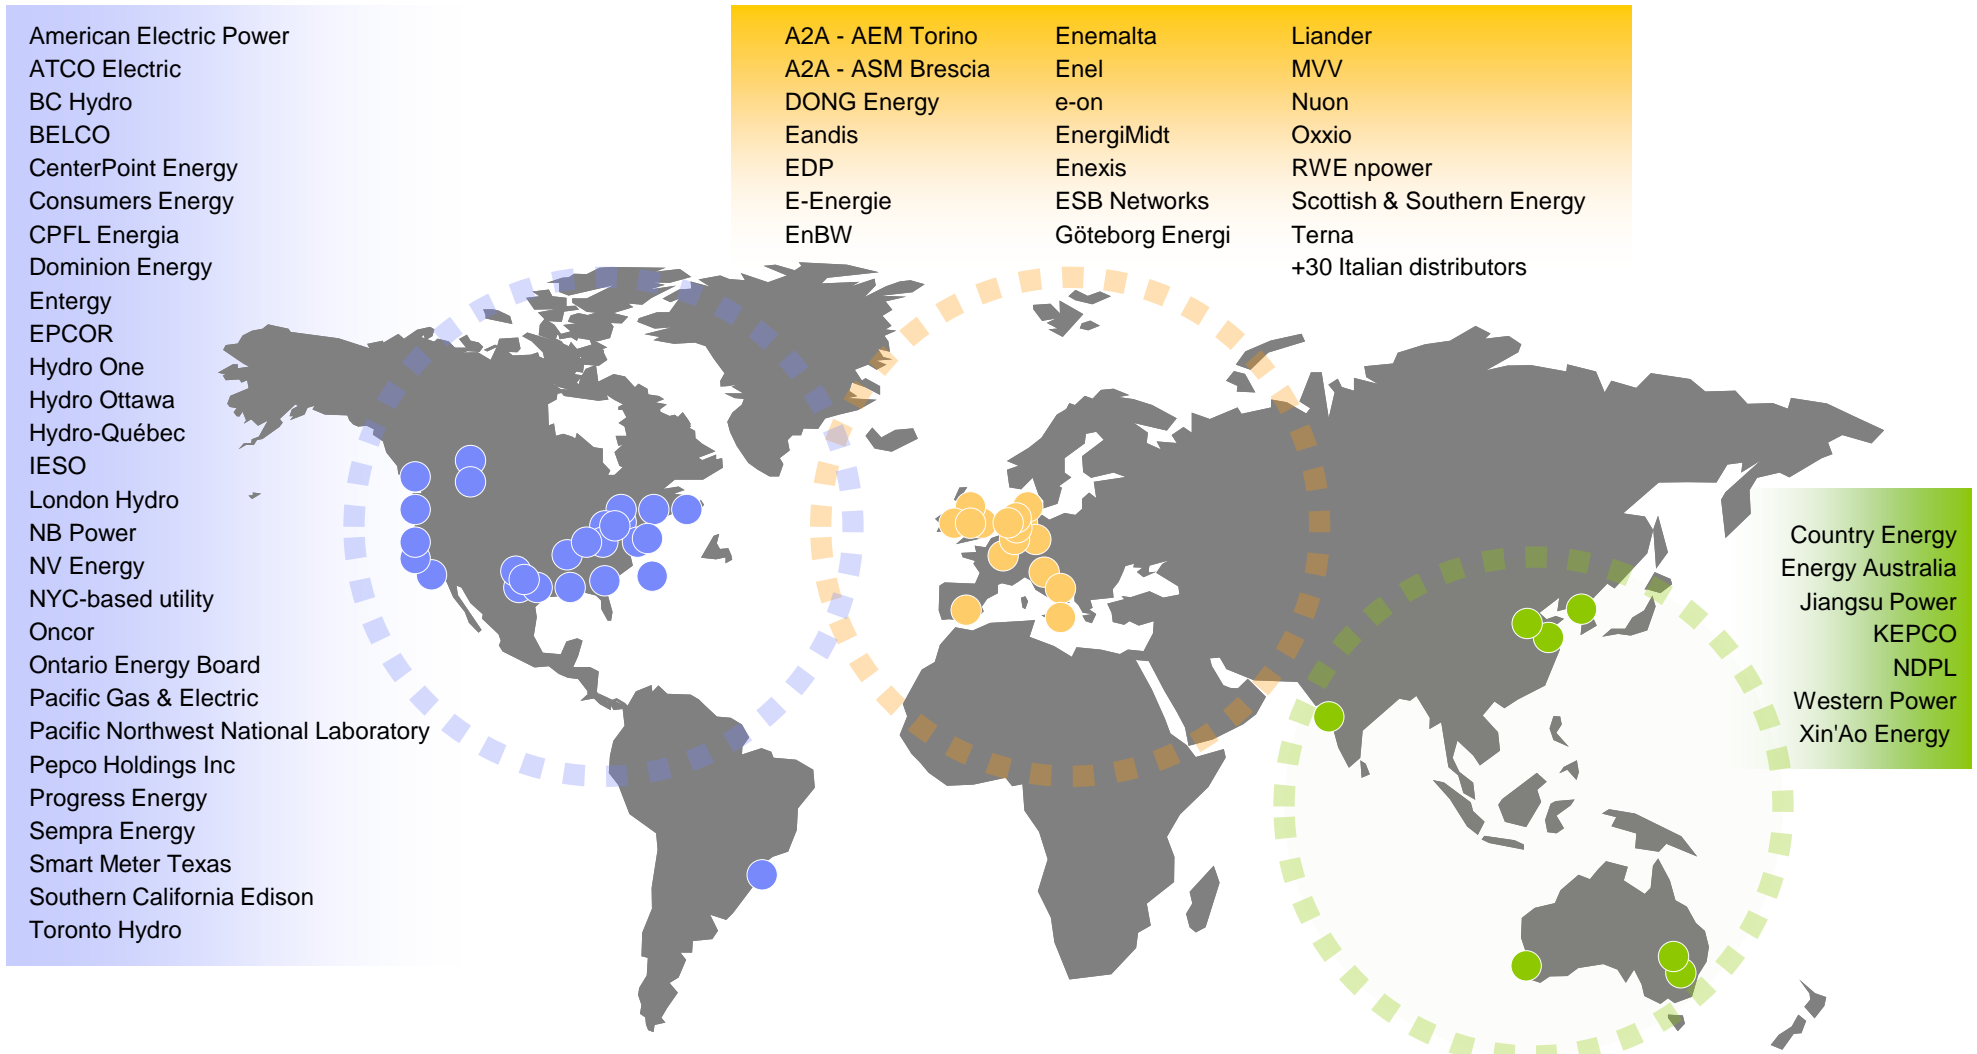 American Electric Power
ATCO Electric
BC Hydro
BELCO
CenterPoint Energy
Consumers Energy
CPFL Energia
Dominion Energy
Entergy
EPCOR
Hydro One
Hydro Ottawa
Hydro-Québec
IESO
London Hydro
NB Power
NV Energy
NYC-based utility
Oncor
Ontario Energy Board
Pacific Gas & Electric
Pacific Northwest National Laboratory
Pepco Holdings Inc
Progress Energy
Sempra Energy
Smart Meter Texas
Southern California Edison
Toronto Hydro
A2A - AEM Torino
A2A - ASM Brescia
DONG Energy
Eandis
EDP
E-Energie
EnBW
Enemalta
Enel
e-on
EnergiMidt
Enexis
ESB Networks
Göteborg Energi
Liander
MVV
Nuon
Oxxio
RWE npower
Scottish & Southern Energy
Terna
+30 Italian distributors
Country Energy
Energy Australia
Jiangsu Power
KEPCO
NDPL
Western Power
Xin'Ao Energy